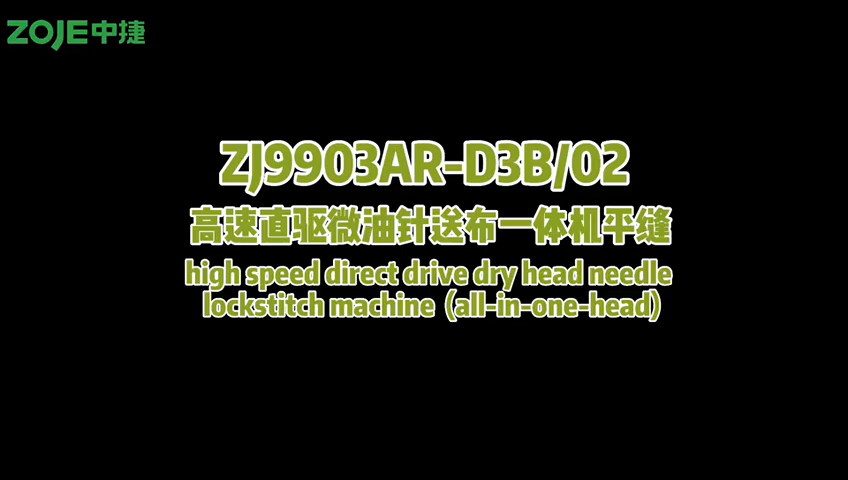 ZOJE中捷
ZJ9903AR-D3B/02
高速直驱微油针送布一体机平缝
high speed direct drive dry head needle
lockstitch machine (all-in-one-head)